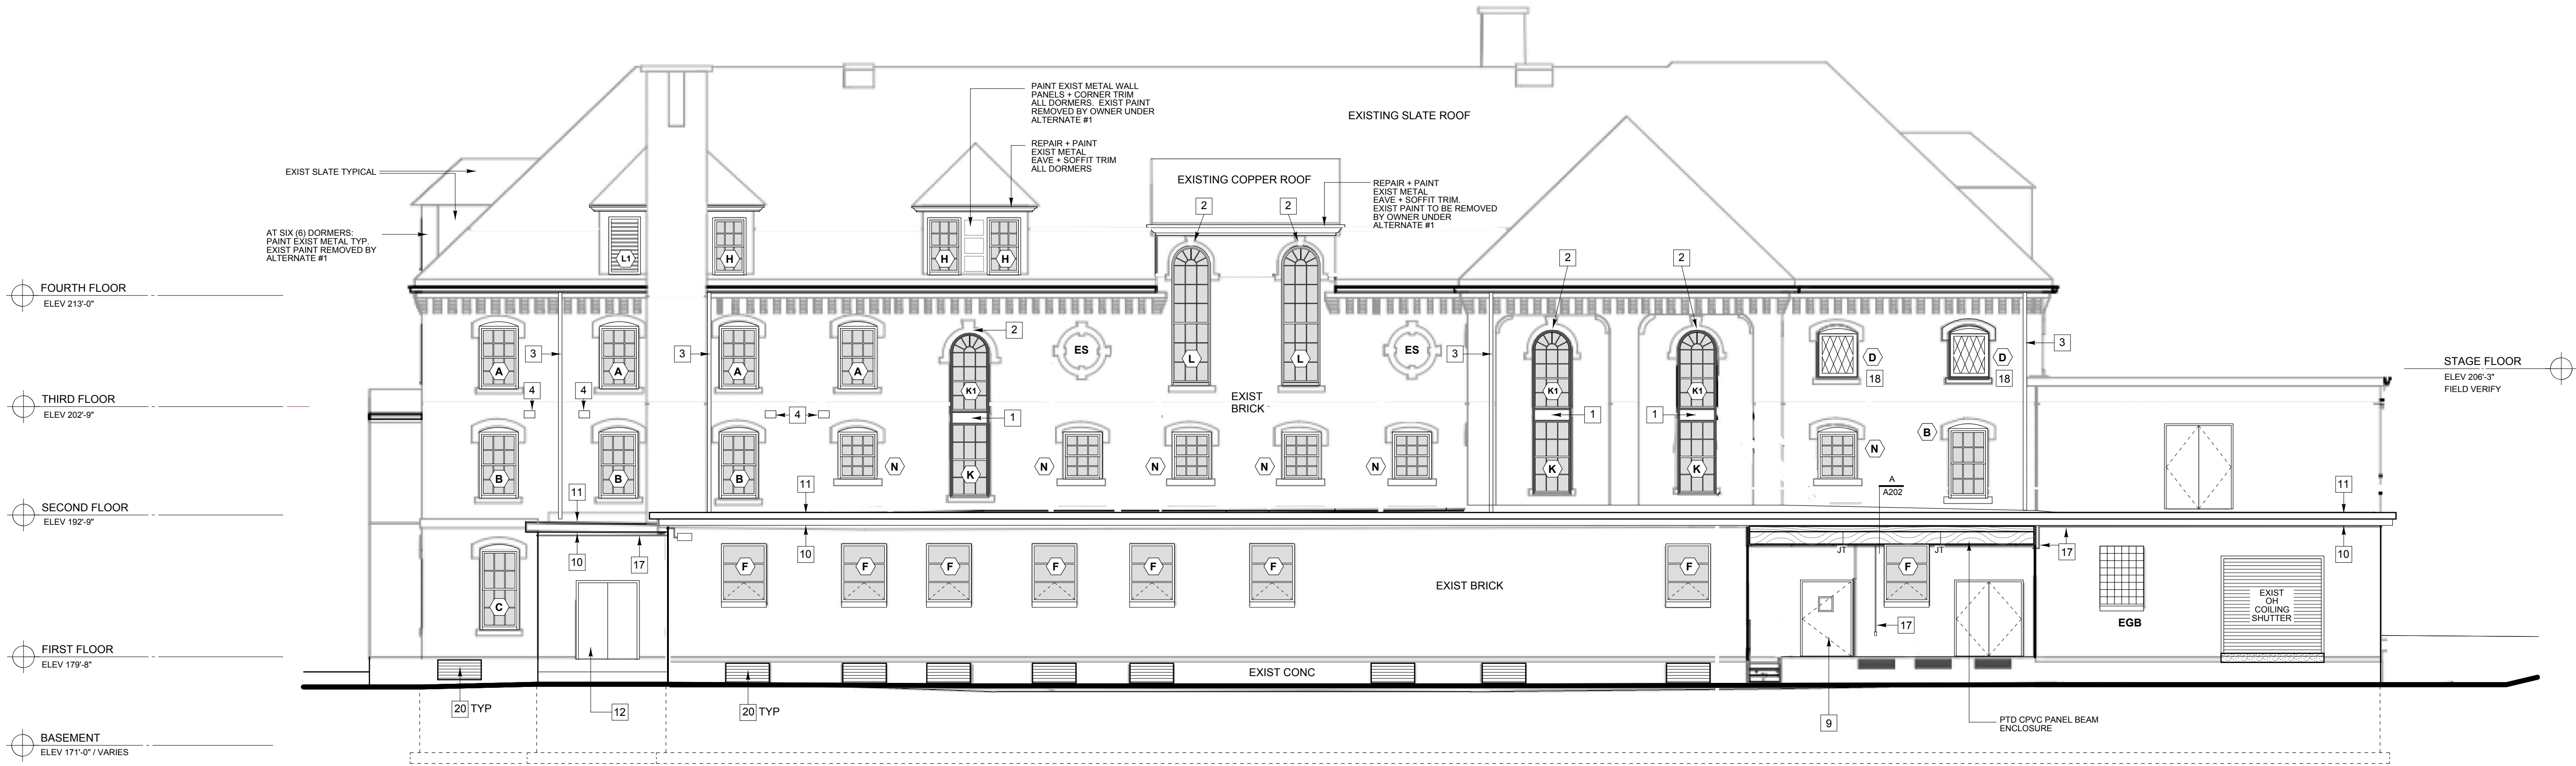 PAINT EXIST METAL WALL
PANELS + CORNER TRIM
ALL DORMERS. EXIST PAINT
REMOVED BY OWNER UNDER
ALTERNATE #1
EXISTING SLATE ROOF
REPAIR + PAINT
EXIST METAL
EAVE + SOFFIT TRIM
ALL DORMERS
EXIST SLATE TYPICAL
EXISTING COPPER ROOF
REPAIR + PAINT
EXIST METAL
EAVE + SOFFIT TRIM.
EXIST PAINT TO BE REMOVED
BY OWNER UNDER
ALTERNATE #1
2
2
AT SIX (6) DORMERS:
PAINT EXIST METAL TYP.
EXIST PAINT REMOVED BY
ALTERNATE #1
L1
H
H
H
2
2
FOURTH FLOOR
ELEV 213'-0"
2
3
3
ES
ES
3
3
L
L
D
D
A
A
A
A
18
18
STAGE FLOOR
ELEV 206'-3"
FIELD VERIFY
4
4
K1
K1
K1
THIRD FLOOR
ELEV 202'-9"
EXIST
BRICK
4
1
1
1
B
N
N
N
N
N
N
B
B
B
K
K
K
A
A202
11
11
11
SECOND FLOOR
ELEV 192'-9"
10
17
10
JT
JT
17
10
F
F
F
F
F
F
F
F
EXIST BRICK
C
EXIST
OH
COILING
SHUTTER
EGB
17
FIRST FLOOR
ELEV 179'-8"
EXIST CONC
20 TYP
12
20 TYP
9
PTD CPVC PANEL BEAM
ENCLOSURE
BASEMENT
ELEV 171'-0" / VARIES